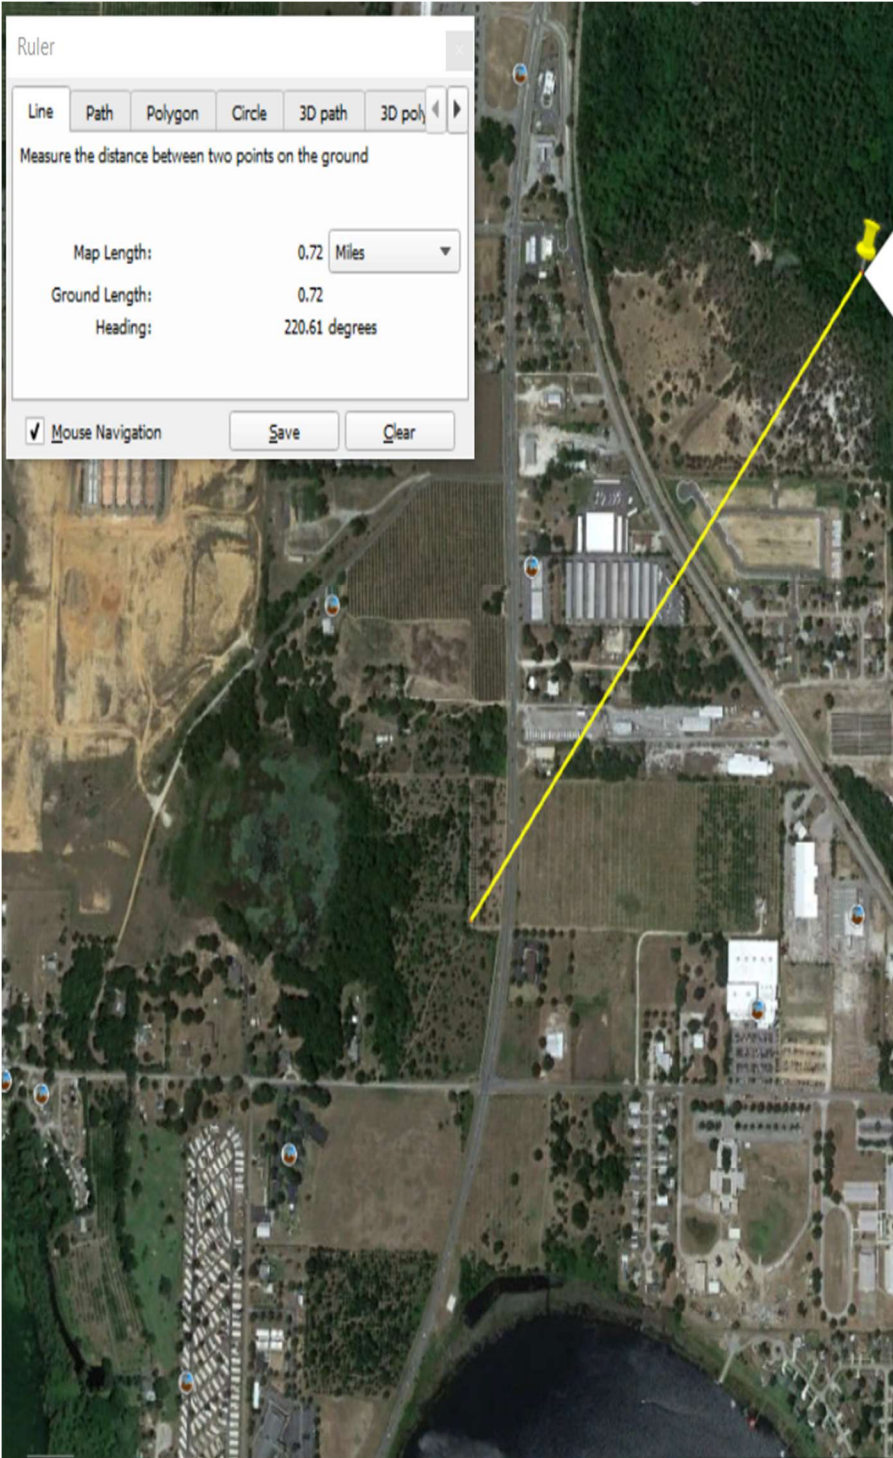 Ruler
Line Path Polygon Circle 3D path 3D poly
Measure the distance between two points on the ground
Map Length: 0.72 Miles
Ground Length: 0.72
Heading: 220.61 degrees
Mouse Navigation Save Clear